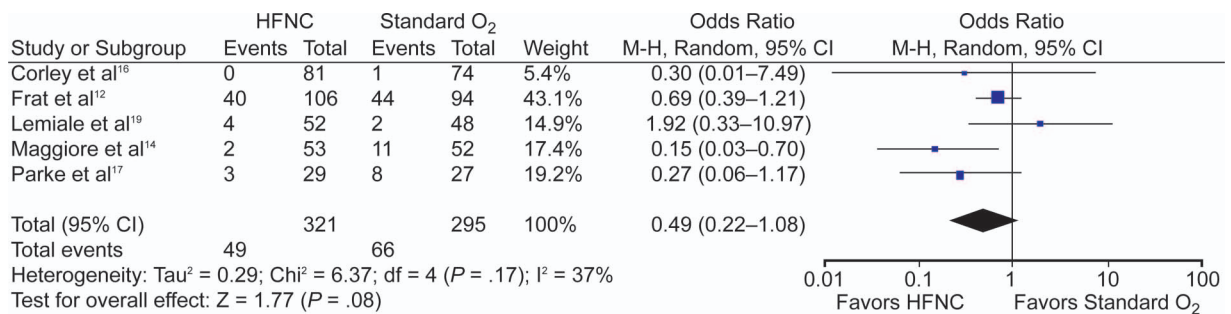 HFNC Standard O₂ Odds Ratio Odds Ratio
Study or Subgroup Events Total Events Total Weight M-H, Random, 95% CI M-H, Random, 95% CI
Corley et al¹⁶ 0 81 1 74 5.4% 0.30 (0.01–7.49)
Frat et al¹² 40 106 44 94 43.1% 0.69 (0.39–1.21)
Lemiale et al¹⁹ 4 52 2 48 14.9% 1.92 (0.33–10.97)
Maggiore et al¹⁴ 2 53 11 52 17.4% 0.15 (0.03–0.70)
Parke et al¹⁷ 3 29 8 27 19.2% 0.27 (0.06–1.17)
Total (95% CI) 321 295 100% 0.49 (0.22–1.08)
Total events 49 66
Heterogeneity: Tau² = 0.29; Chi² = 6.37; df = 4 (P = .17); I² = 37%
Test for overall effect: Z = 1.77 (P = .08)
0.01 0.1 1 10 100
Favors HFNC Favors Standard O₂